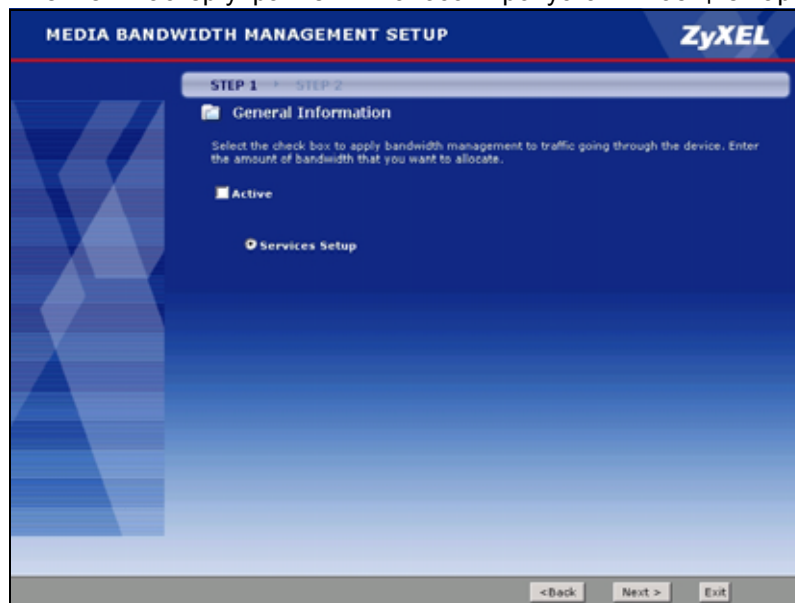 MEDIA BANDWIDTH MANAGEMENT SETUP
ZyXEL
STEP 1 STEP 2
General Information
Select the check box to apply bandwidth management to traffic going through the device. Enter
the amount of bandwidth that you want to allocate.
Active
Services Setup
<Back Next > Exit